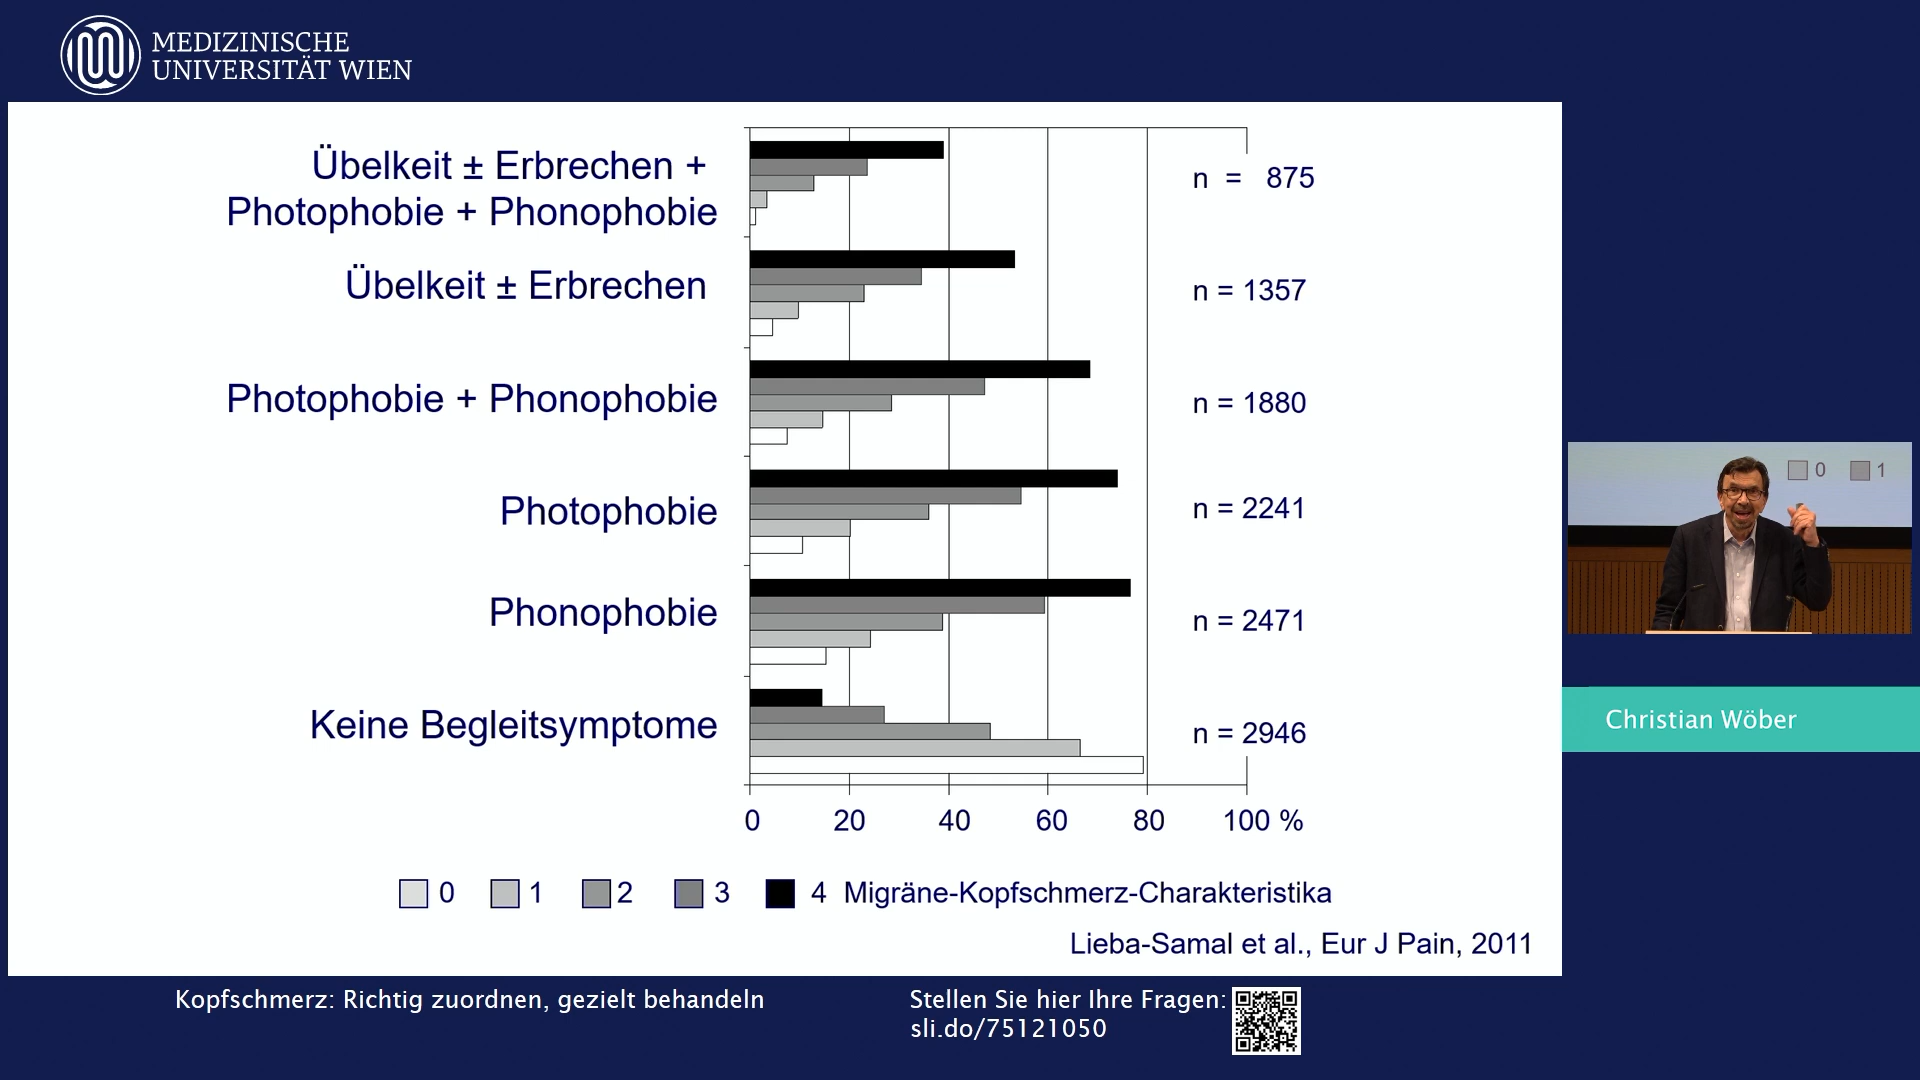 MEDIZINISCHE
UNIVERSITÄT WIEN
Übelkeit ± Erbrechen +
Photophobie + Phonophobie
n = 875
Übelkeit ± Erbrechen
n = 1357
Photophobie + Phonophobie
n = 1880
Photophobie
n = 2241
Phonophobie
n = 2471
Keine Begleitsymptome
n = 2946
0 20 40 60 80 100 %
0 1 2 3 4 Migräne-Kopfschmerz-Charakteristika
Lieba-Samal et al., Eur J Pain, 2011
0 1
Christian Wöber
Kopfschmerz: Richtig zuordnen, gezielt behandeln
Stellen Sie hier Ihre Fragen:
sli.do/75121050